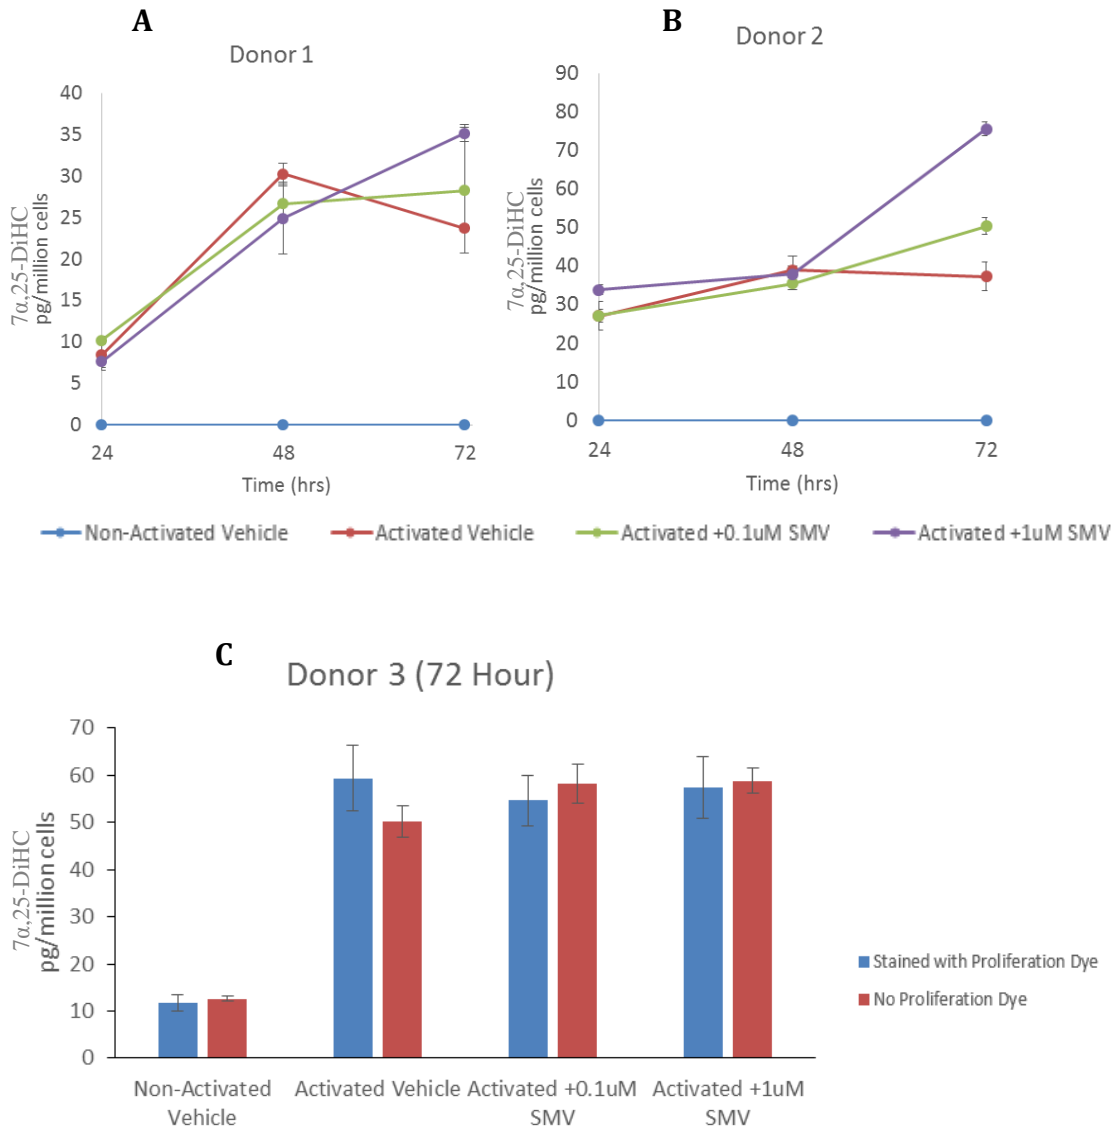 A
Donor 1
40
35
30
25
20
15
10
5
0
7α,25-DiHC
pg/million cells
24
48
72
Time (hrs)
B
Donor 2
90
80
70
60
50
40
30
20
10
0
7α,25-DiHC
pg/million cells
24
48
72
Time (hrs)
Non-Activated Vehicle
Activated Vehicle
Activated +0.1uM SMV
Activated +1uM SMV
C
Donor 3 (72 Hour)
70
60
50
40
30
20
10
0
7α,25-DiHC
pg/million cells
Non-Activated
Vehicle
Activated Vehicle
Activated +0.1uM
SMV
Activated +1uM
SMV
Stained with Proliferation Dye
No Proliferation Dye